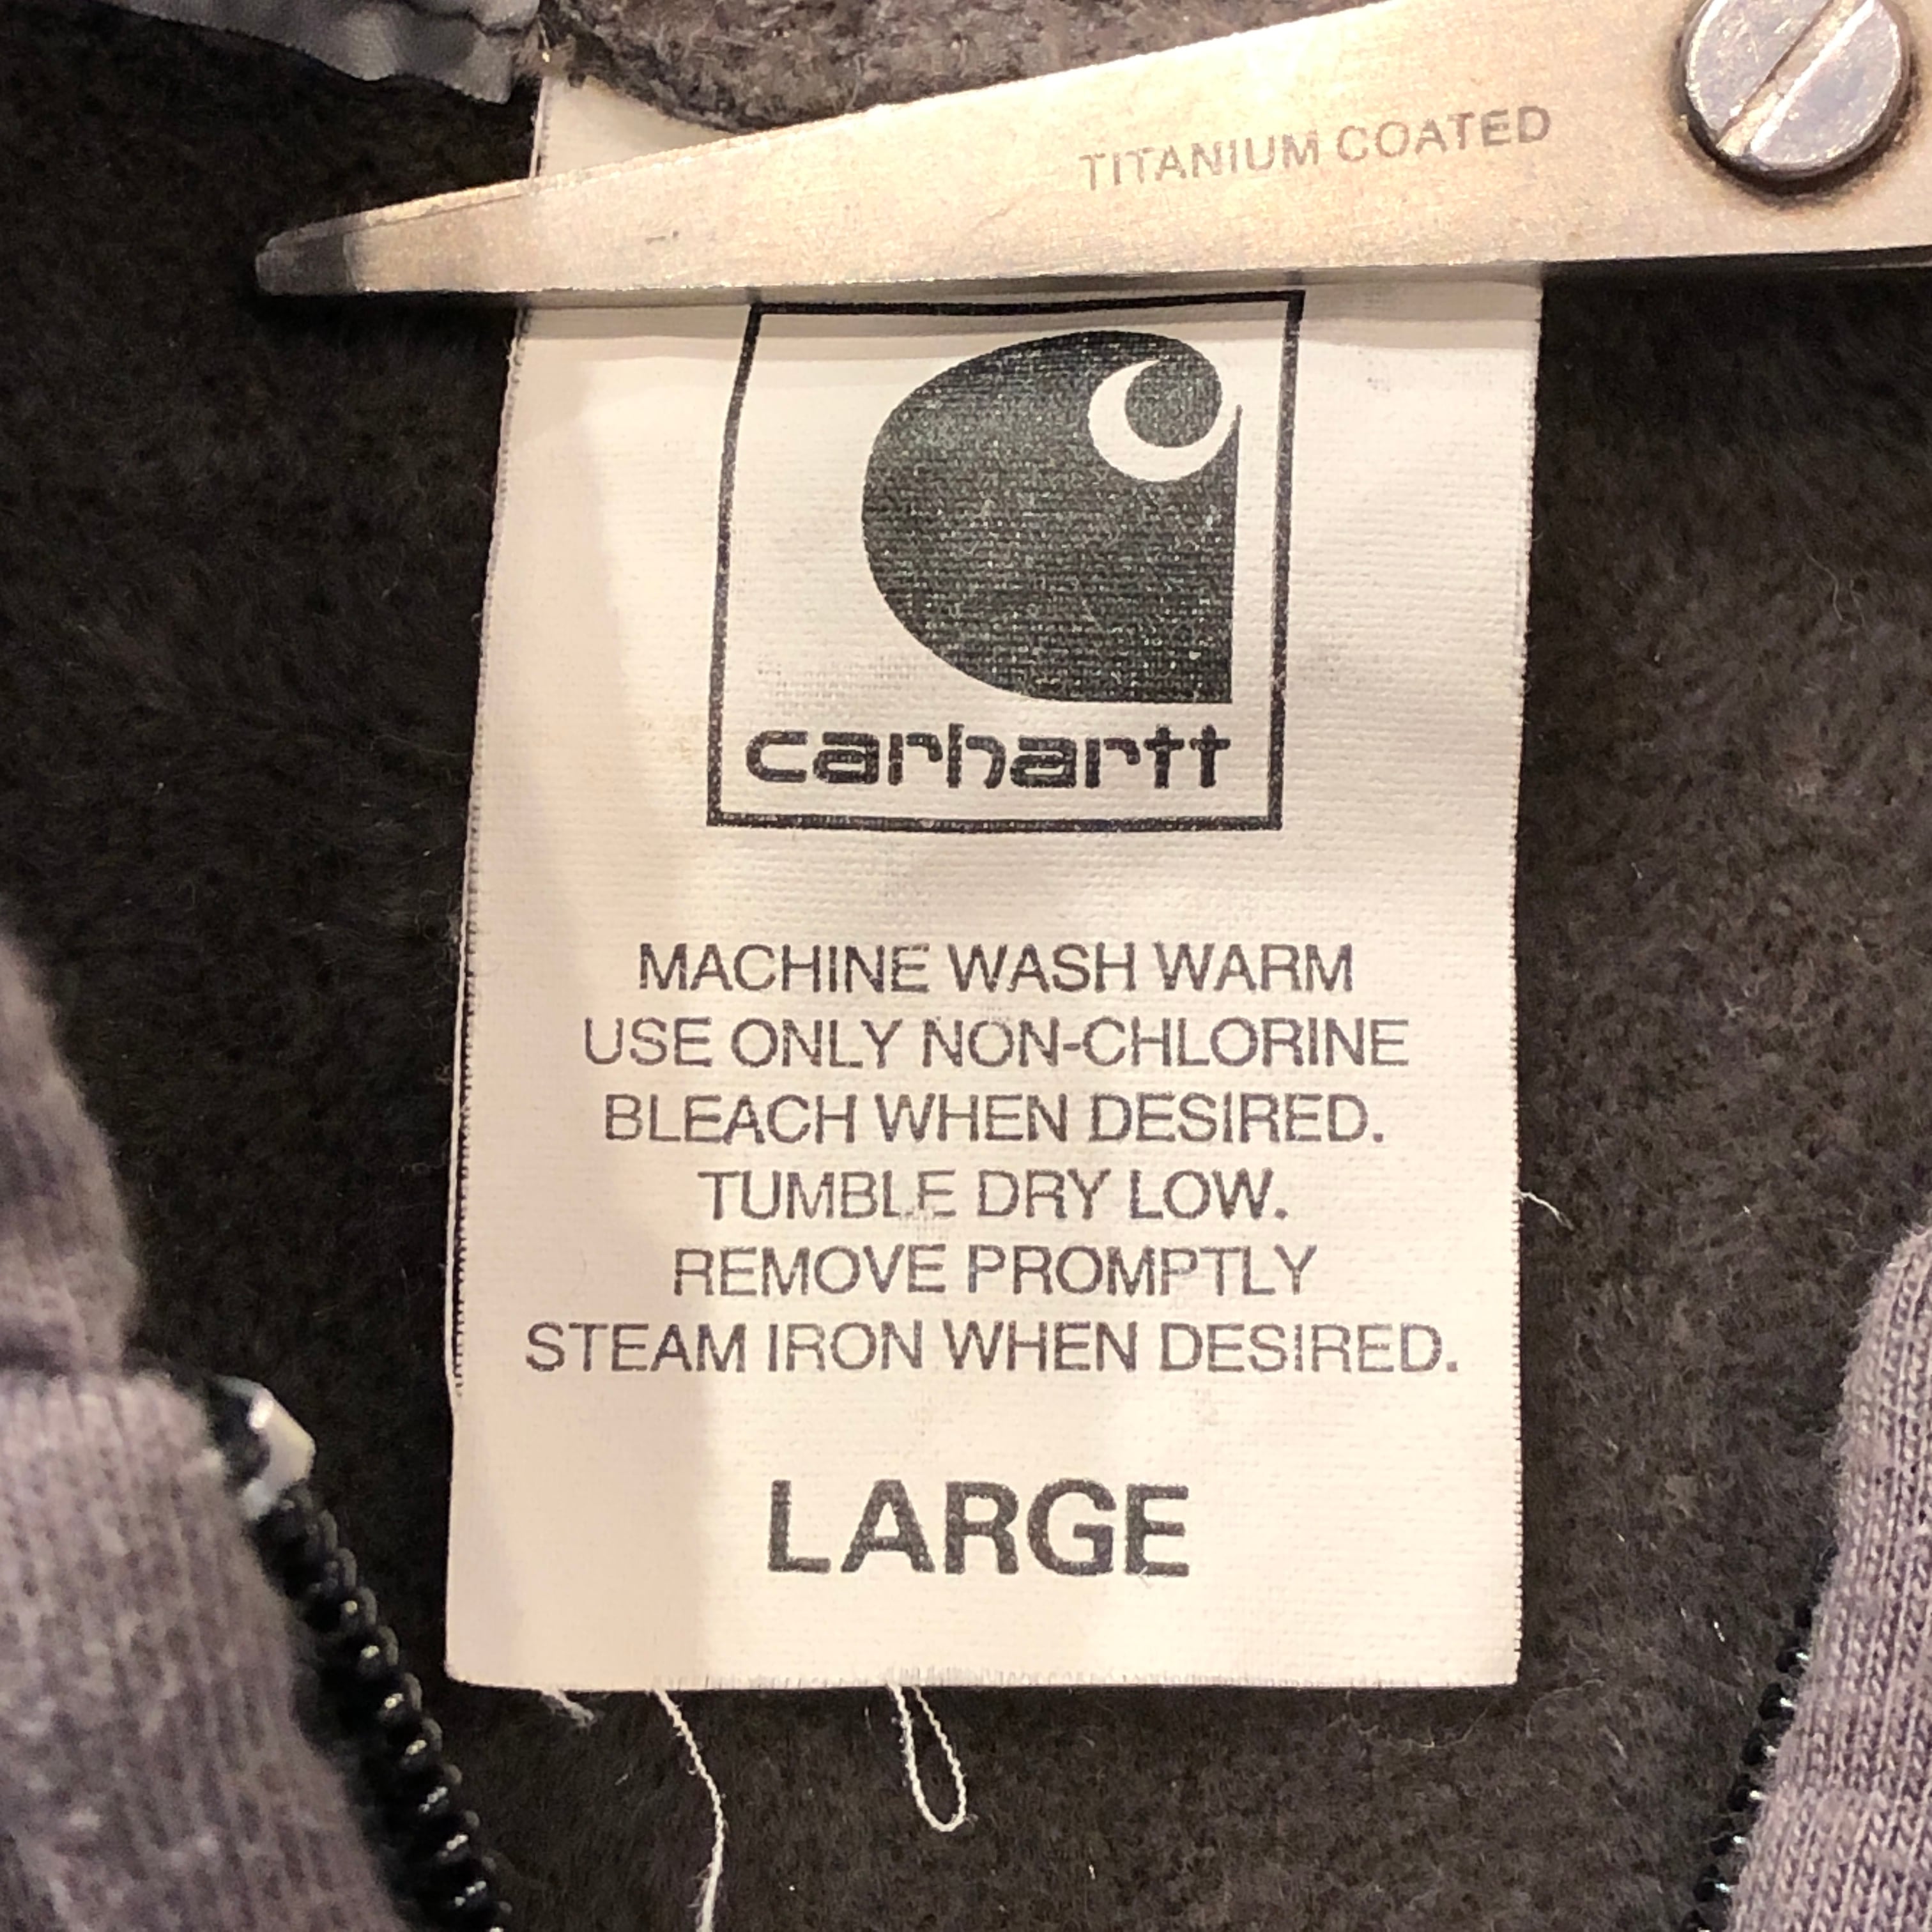 TITANIUM COATED
carhartt
MACHINE WASH WARM
USE ONLY NON-CHLORINE
BLEACH WHEN DESIRED.
TUMBLE DRY LOW.
REMOVE PROMPTLY
STEAM IRON WHEN DESIRED.
LARGE